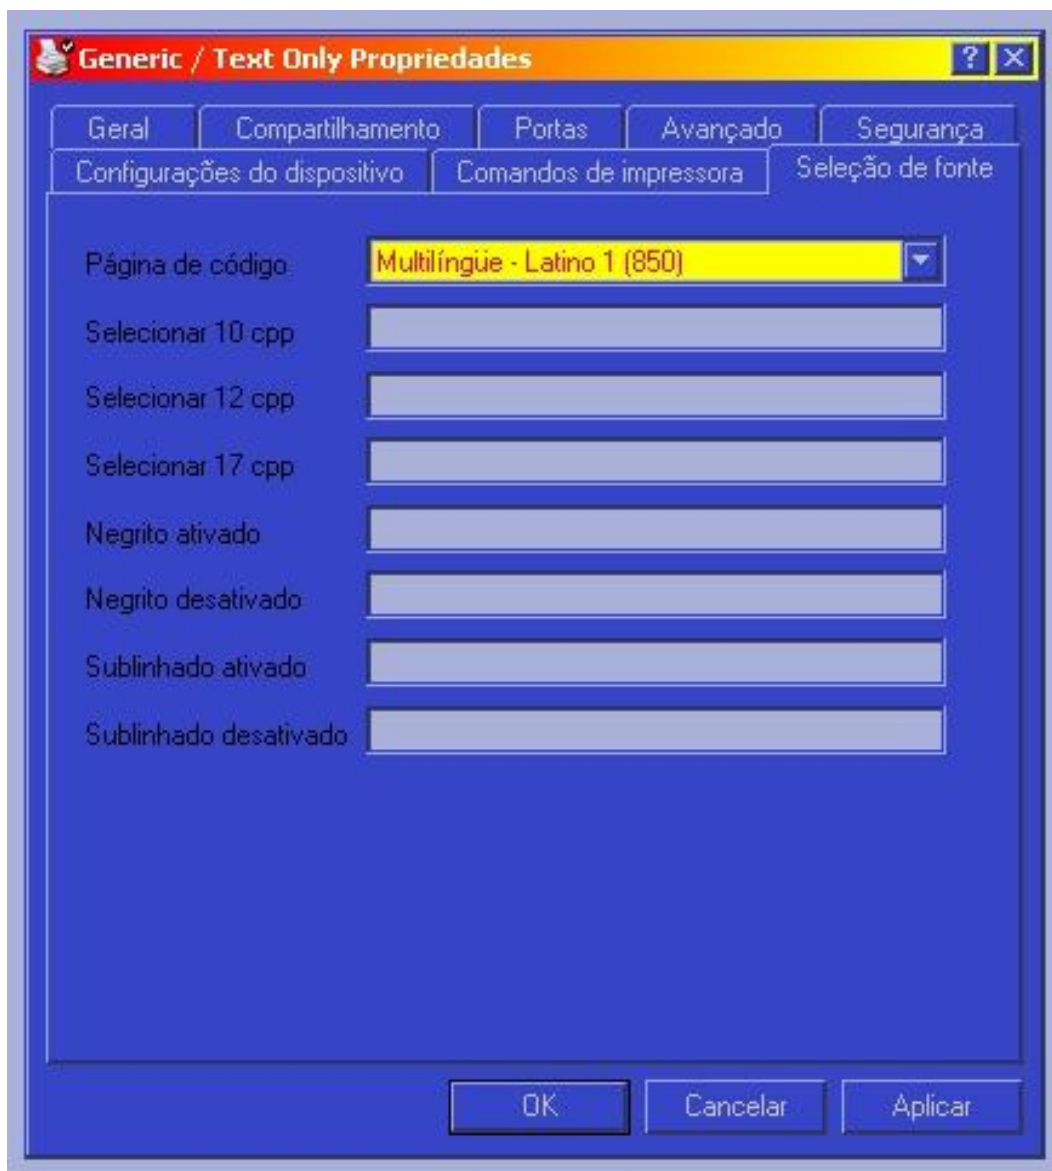 Generic / Text Only Propriedades
Geral
Compartilhamento
Portas
Avançado
Segurança
Configurações do dispositivo
Comandos de impressora
Seleção de fonte
Página de código
Multilíngüe - Latino 1 (850)
Selecionar 10 cpp
Selecionar 12 cpp
Selecionar 17 cpp
Negrito ativado
Negrito desativado
Sublinhado ativado
Sublinhado desativado
OK
Cancelar
Aplicar